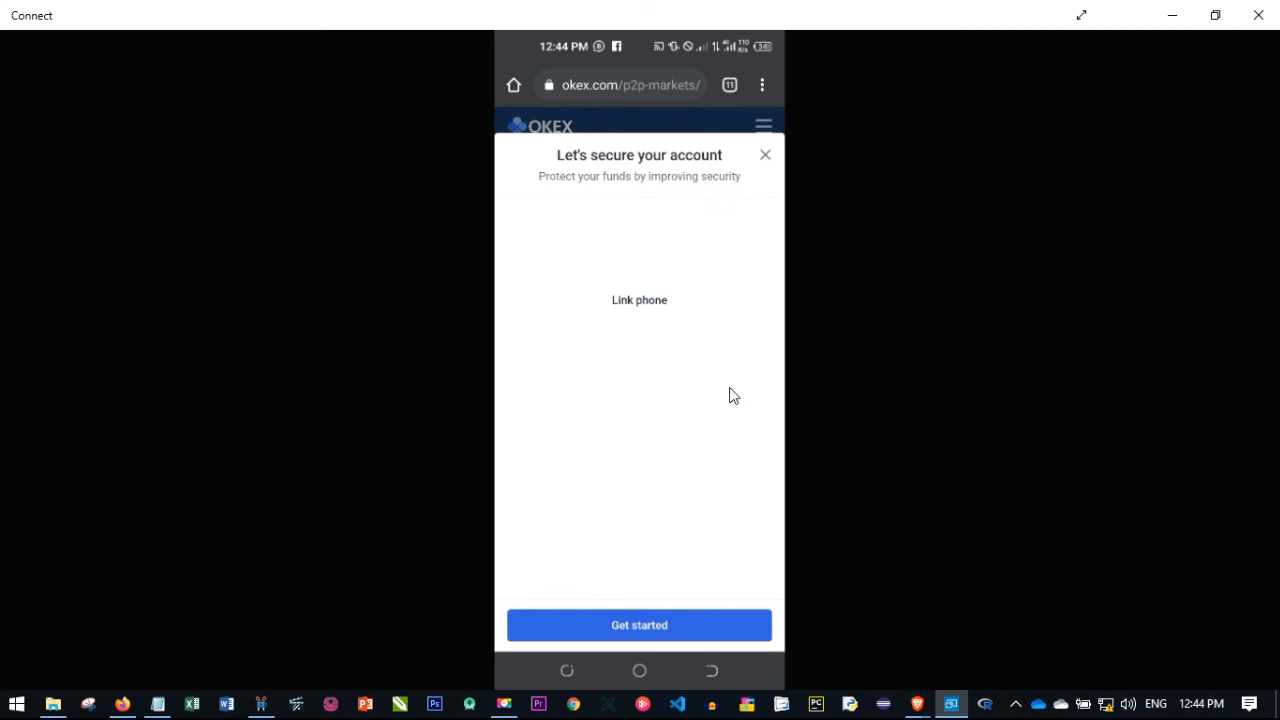 Connect
12:44 PM
okex.com/p2p-markets/
11
OKEX
Let's secure your account
Protect your funds by improving security
Link phone
Get started
ENG
12:44 PM